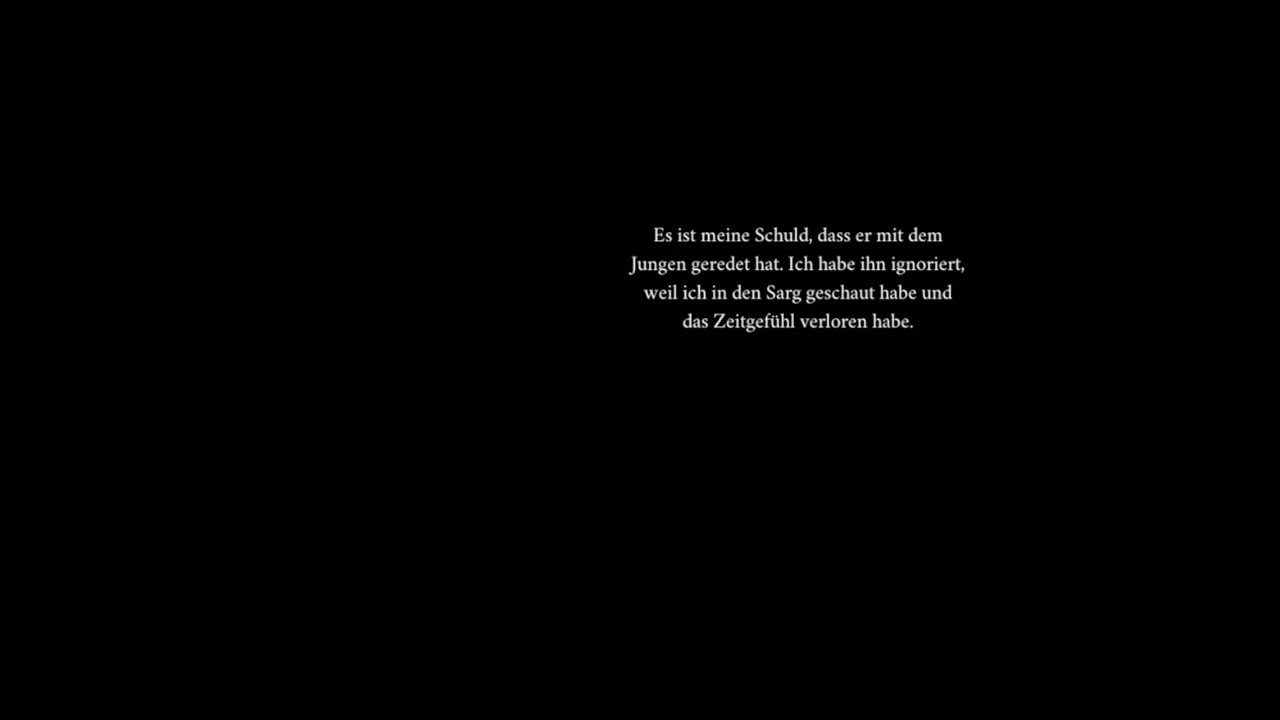 Es ist meine Schuld, dass er mit dem
Jungen geredet hat. Ich habe ihn ignoriert,
weil ich in den Sarg geschaut habe und
das Zeitgefühl verloren habe.